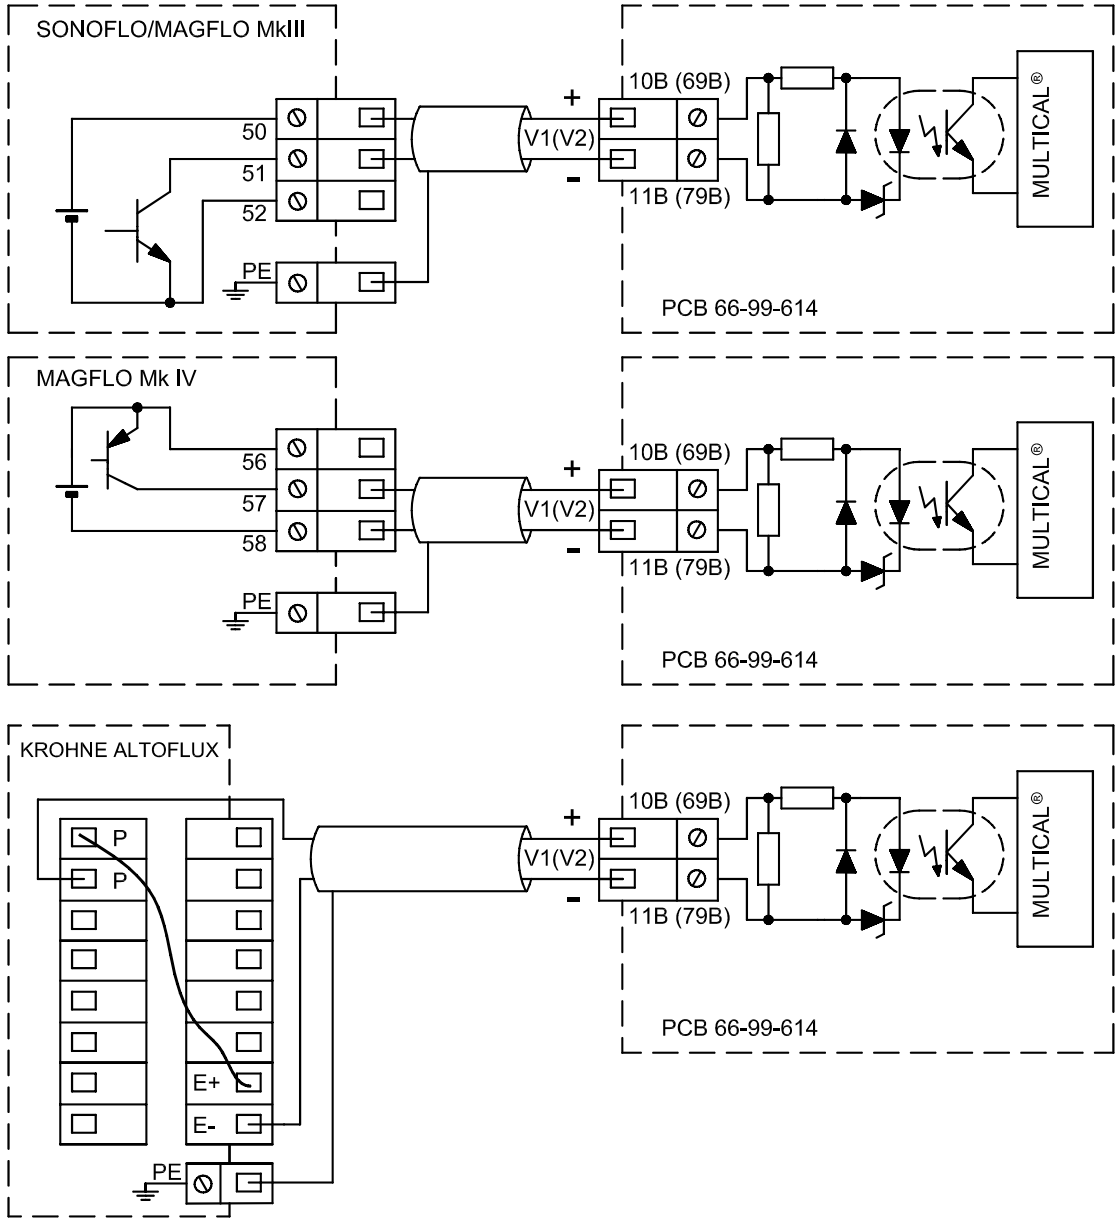 SONOFLO/MAGFLO MkIII
50
51
52
PE
+
V1(V2)
-
10B (69B)
11B (79B)
MULTICAL®
PCB 66-99-614
MAGFLO Mk IV
56
57
58
PE
+
V1(V2)
-
10B (69B)
11B (79B)
MULTICAL®
PCB 66-99-614
KROHNE ALTOFLUX
P
P
E+
E-
PE
+
V1(V2)
-
10B (69B)
11B (79B)
MULTICAL®
PCB 66-99-614